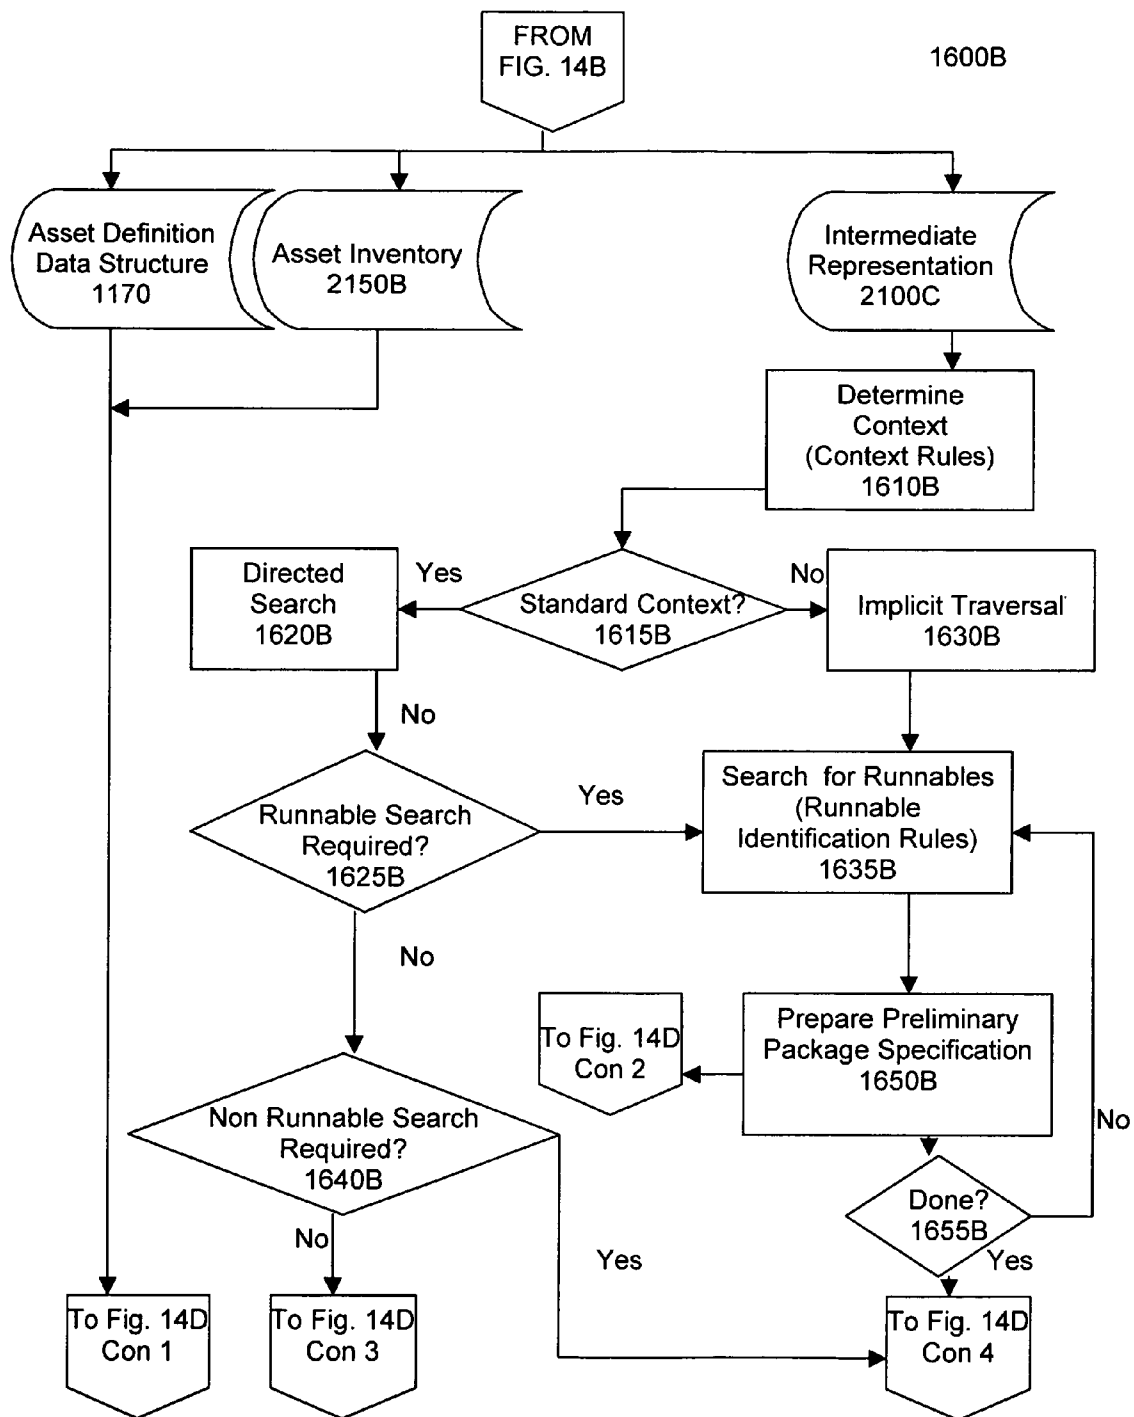 FROM
FIG. 14B
1600B
Asset Definition
Data Structure
1170
Asset Inventory
2150B
Intermediate
Representation
2100C
Determine
Context
(Context Rules)
1610B
Directed
Search
1620B
Yes
Standard Context?
1615B
No
Implicit Traversal
1630B
No
Runnable Search
Required?
1625B
Yes
Search for Runnables
(Runnable
Identification Rules)
1635B
No
To Fig. 14D
Con 2
Prepare Preliminary
Package Specification
1650B
No
Non Runnable Search
Required?
1640B
Done?
1655B
No
Yes
Yes
To Fig. 14D
Con 1
To Fig. 14D
Con 3
To Fig. 14D
Con 4